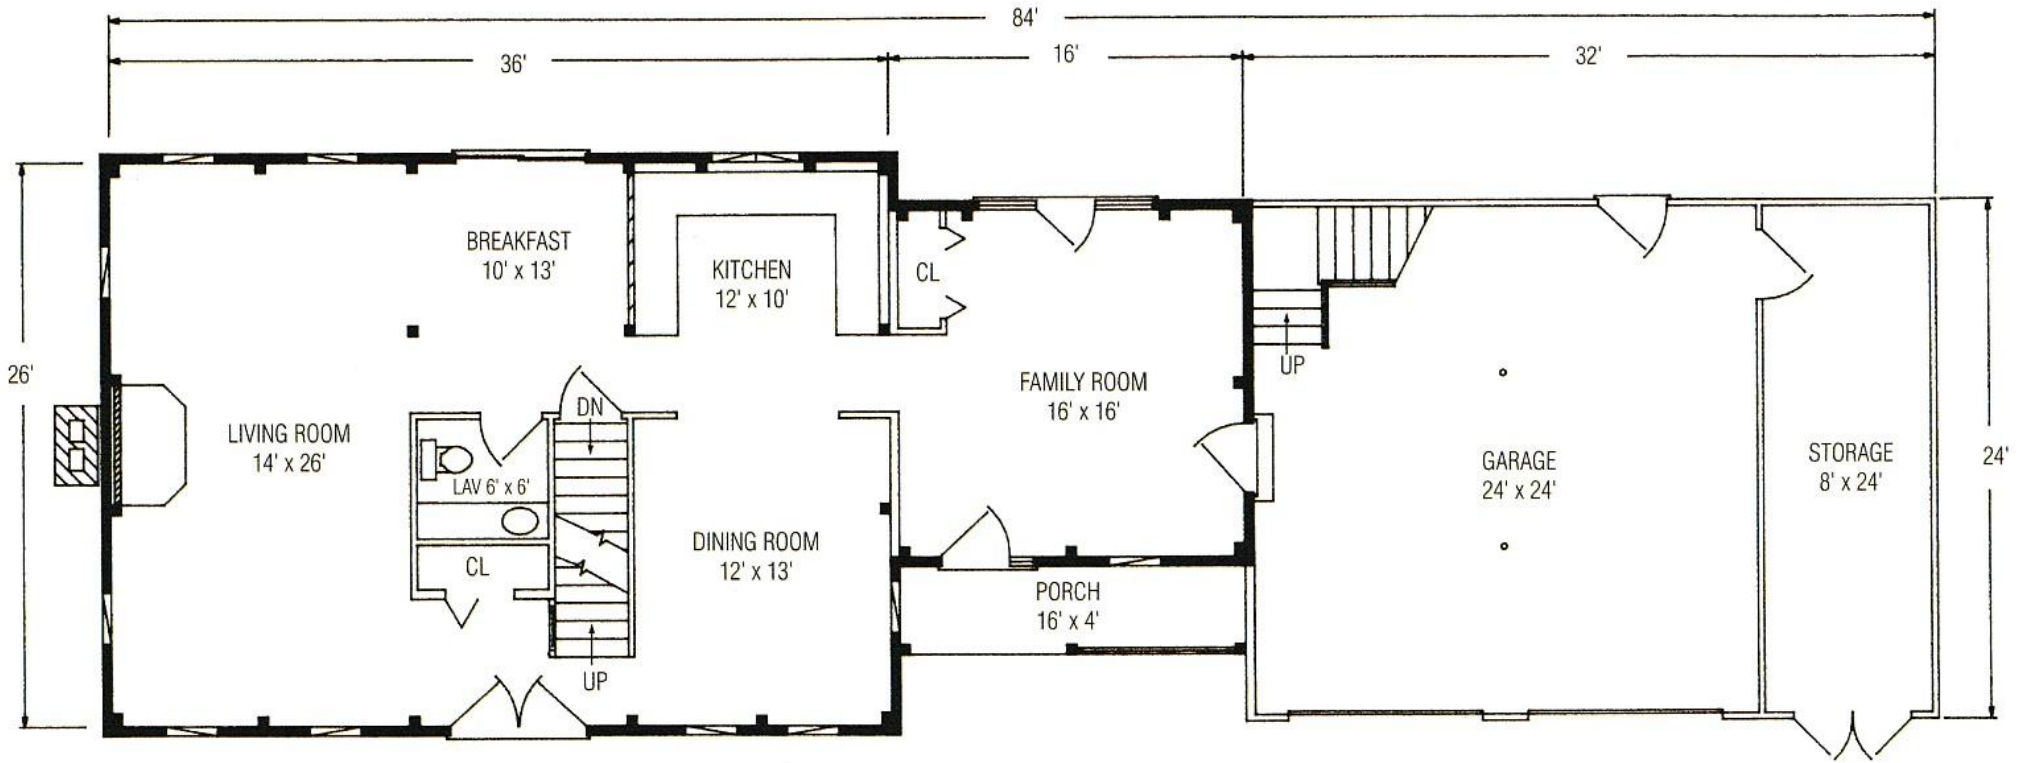 84'
36'
16'
32'
BREAKFAST
10' x 13'
KITCHEN
12' x 10'
CL
26'
UP
FAMILY ROOM
16' x 16'
DN
LIVING ROOM
14' x 26'
LAV 6' x 6'
GARAGE
24' x 24'
STORAGE
8' x 24'
24'
DINING ROOM
12' x 13'
CL
PORCH
16' x 4'
UP